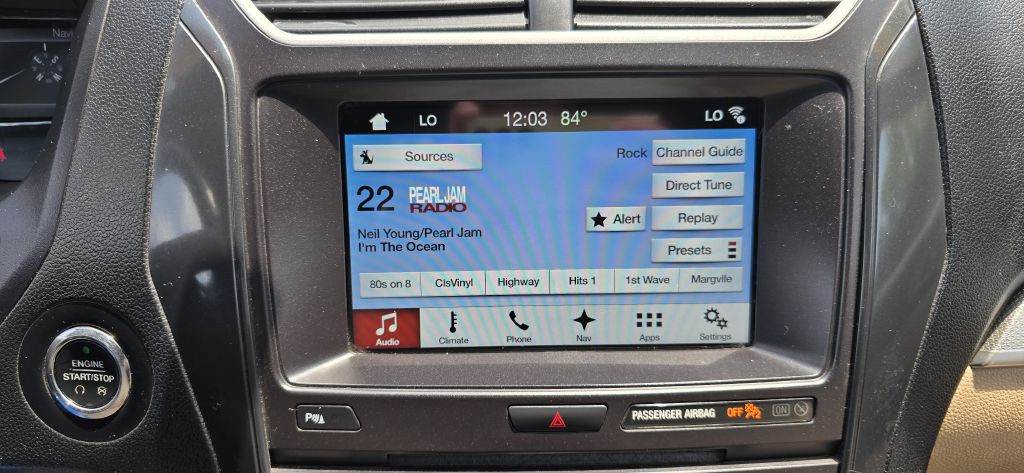 Navi
LO 12:03 84° LO
Sources
Rock Channel Guide
Direct Tune
22 PEARL JAM
RADIO
Alert Replay
Neil Young/Pearl Jam
I'm The Ocean
Presets
80s on 8 ClsVinyl Highway Hits 1 1st Wave Margvlle
Audio Climate Phone Nav Apps Settings
ENGINE
START/STOP
P
PASSENGER AIRBAG OFF ON